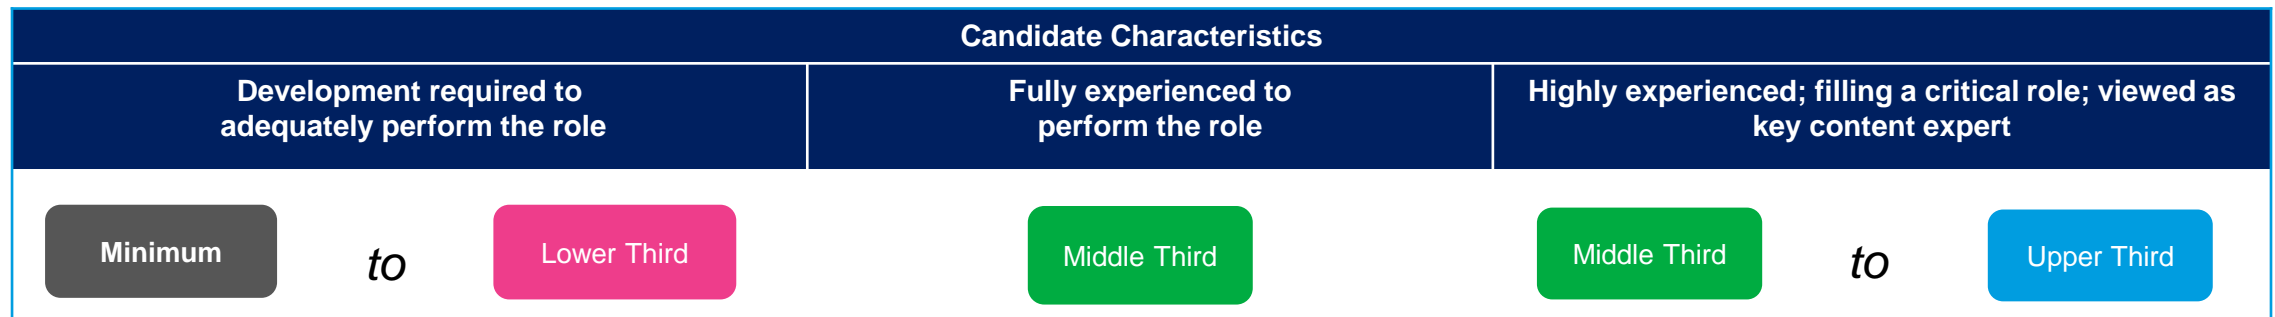 Candidate Characteristics
Development required to
adequately perform the role
Fully experienced to
perform the role
Highly experienced; filling a critical role; viewed as
key content expert
Minimum
to
Lower Third
Middle Third
Middle Third
to
Upper Third